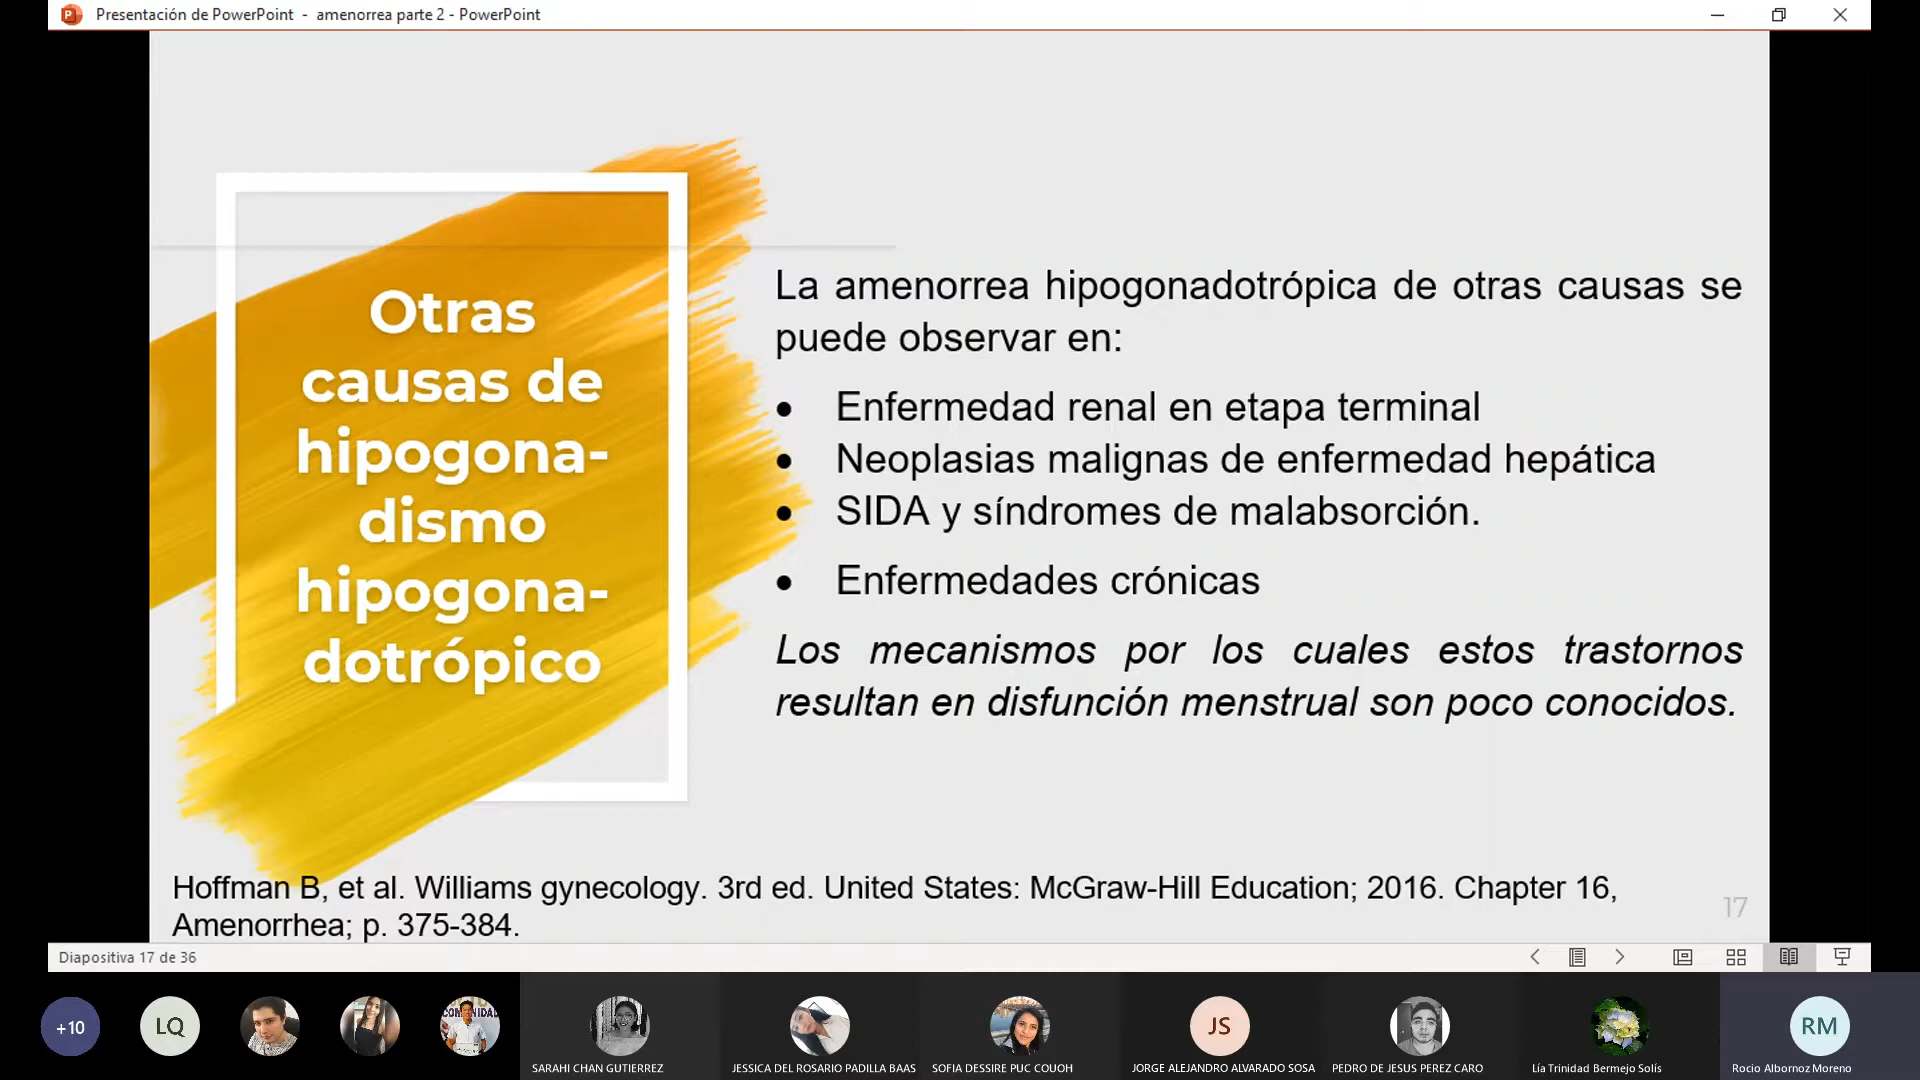 Presentación de PowerPoint - amenorrea parte 2 - PowerPoint
Otras
causas de
hipogona-
dismo
hipogona-
dotrópico
La amenorrea hipogonadotrópica de otras causas se
puede observar en:
• Enfermedad renal en etapa terminal
• Neoplasias malignas de enfermedad hepática
• SIDA y síndromes de malabsorción.
• Enfermedades crónicas
Los mecanismos por los cuales estos trastornos
resultan en disfunción menstrual son poco conocidos.
Hoffman B, et al. Williams gynecology. 3rd ed. United States: McGraw-Hill Education; 2016. Chapter 16,
Amenorrhea; p. 375-384.
17
Diapositiva 17 de 36
+10
LQ
COMUNIDAD
JS
RM
SARAHI CHAN GUTIERREZ
JESSICA DEL ROSARIO PADILLA BAAS
SOFIA DESSIRE PUC COUOH
JORGE ALEJANDRO ALVARADO SOSA
PEDRO DE JESUS PEREZ CARO
Lía Trinidad Bermejo Solís
Rocio Albornoz Moreno